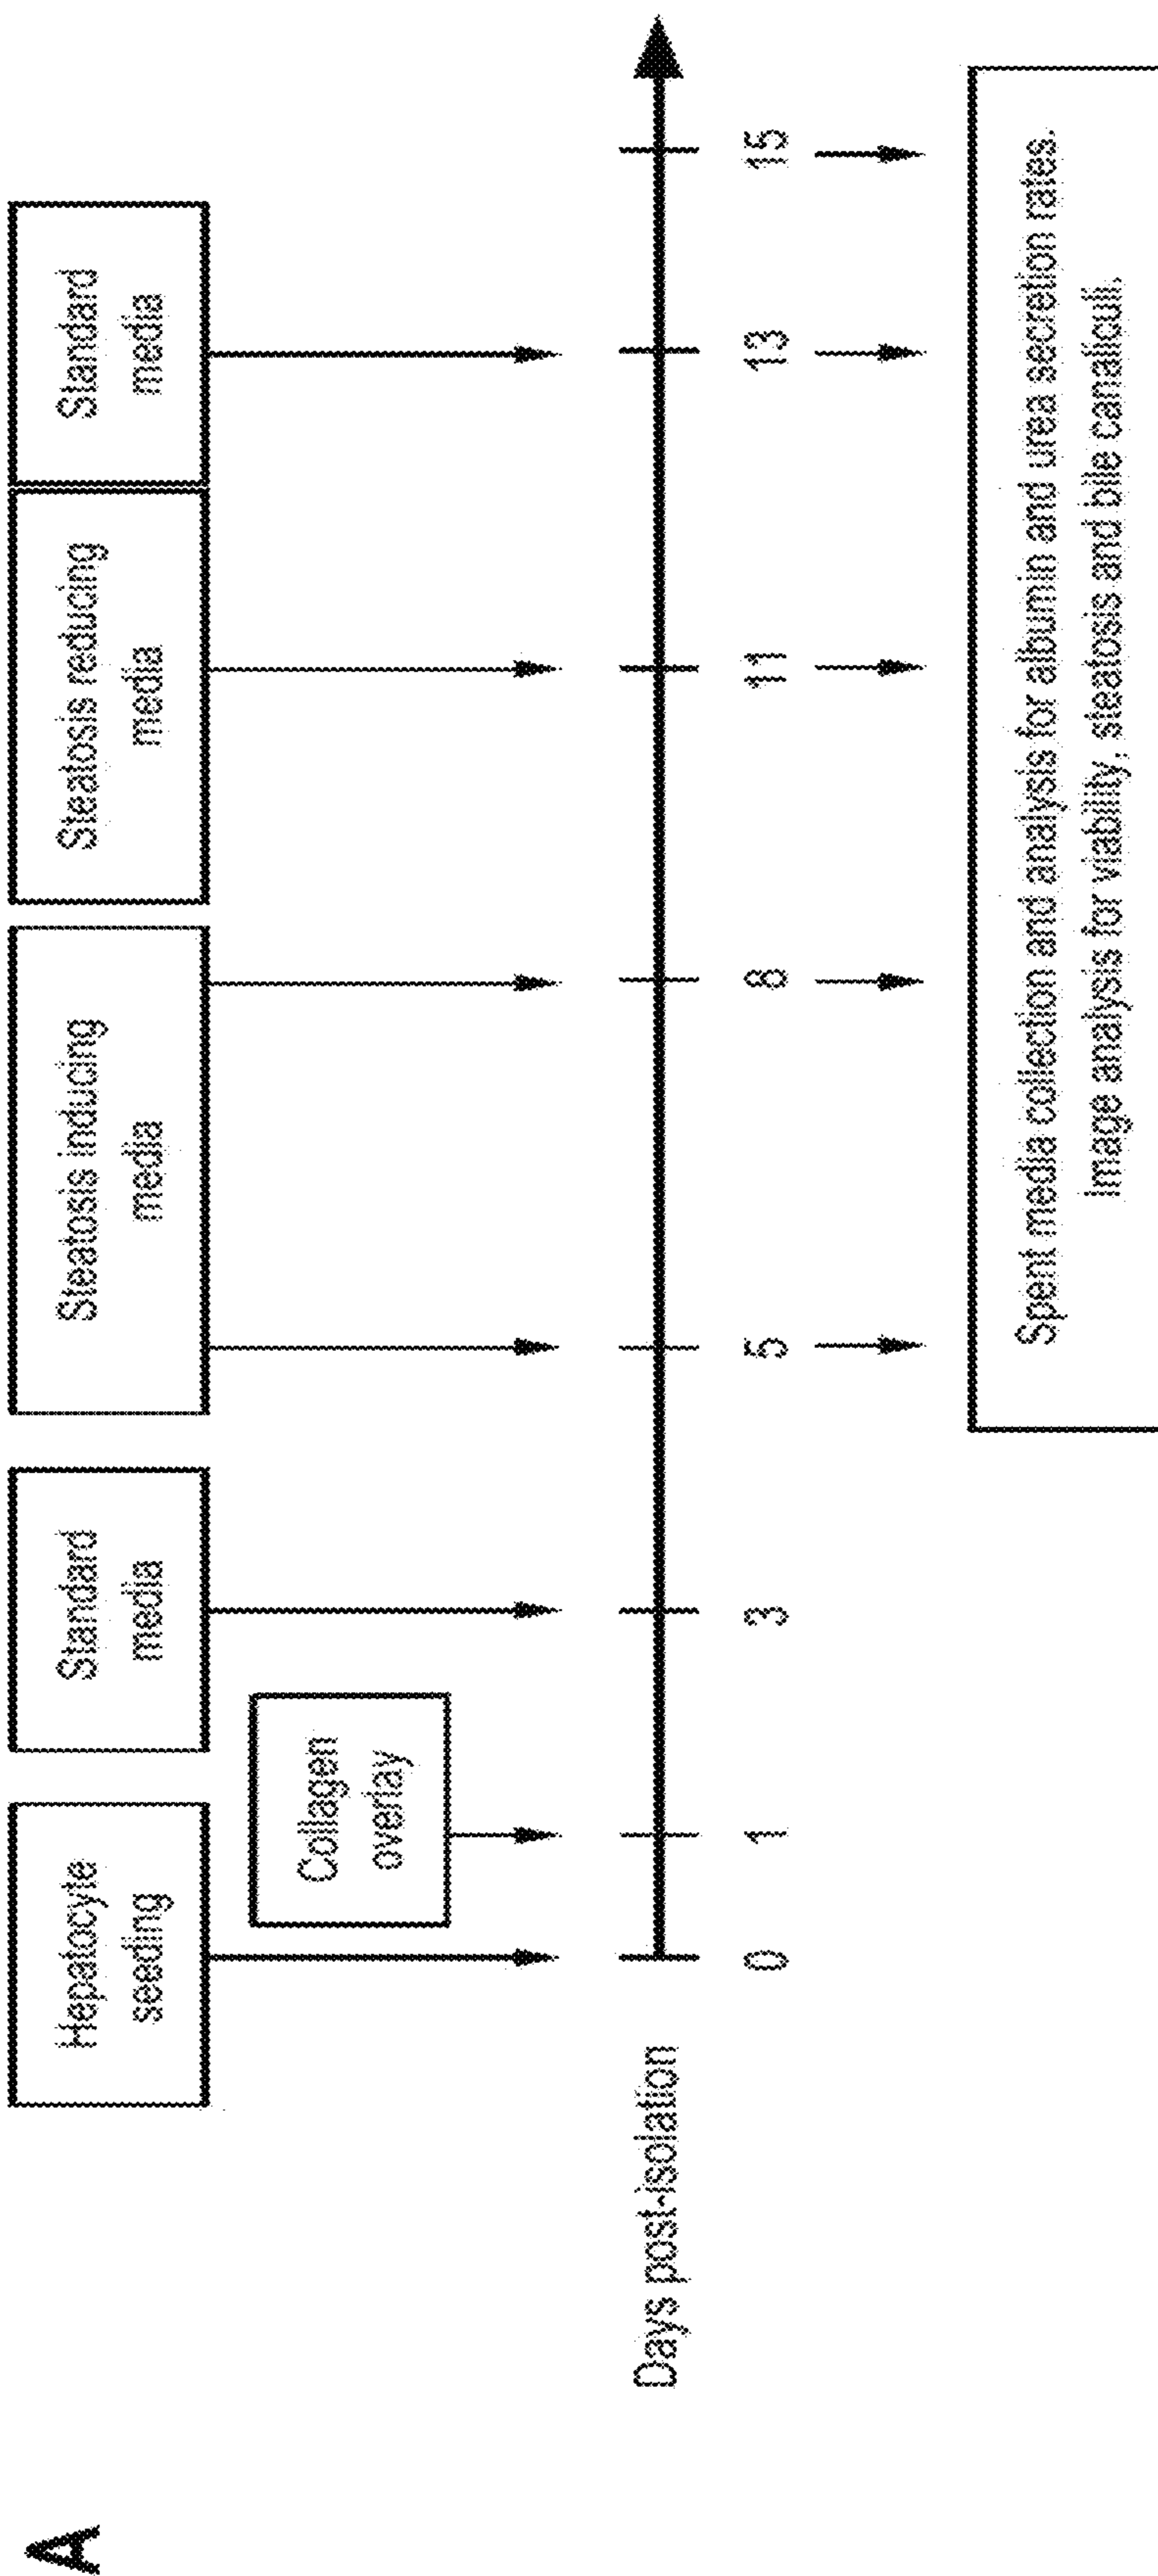 A
Hepatocyte
seeding
Standard
media
Steatosis inducing
media
Steatosis reducing
media
Standard
media
Collagen
overlay
Days post-isolation
0 1 3 5 8 11 13 15
Spent media collection and analysis for albumin and urea secretion rates.
Image analysis for viability, steatosis and bile canaliculi.